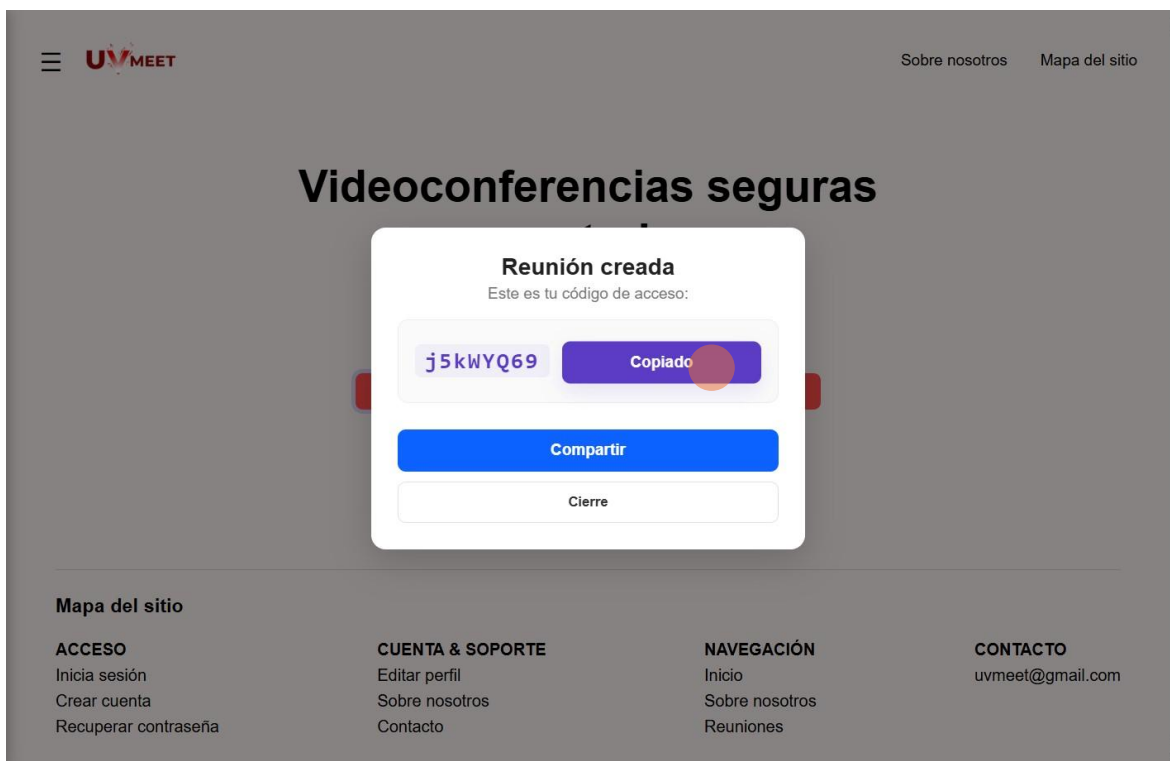 ☰ UVMEET
Sobre nosotros Mapa del sitio
Videoconferencias seguras
Reunión creada
Este es tu código de acceso:
j5kWYQ69 Copiado
Compartir
Cierre
Mapa del sitio
ACCESO
Inicia sesión
Crear cuenta
Recuperar contraseña
CUENTA & SOPORTE
Editar perfil
Sobre nosotros
Contacto
NAVEGACIÓN
Inicio
Sobre nosotros
Reuniones
CONTACTO
uvmeet@gmail.com